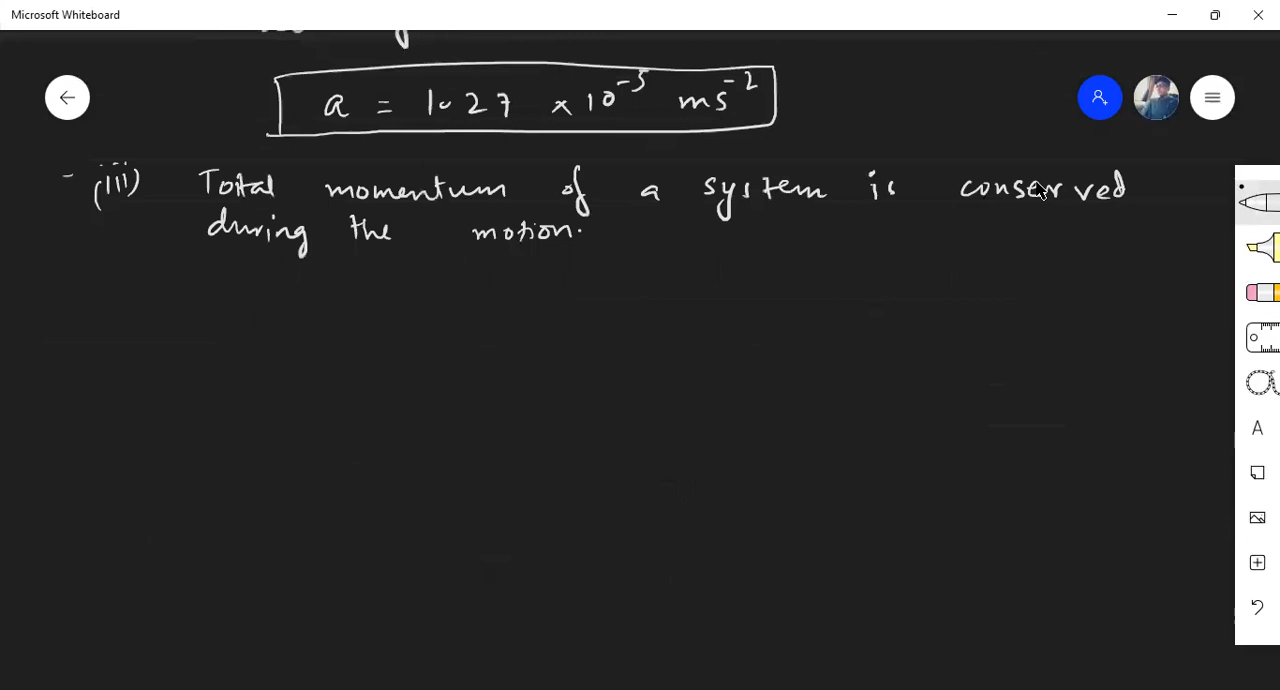 Microsoft Whiteboard
a = 1.27 × 10⁻⁵ ms⁻²
(iii) Total momentum of a system is conserved
during the motion.
A